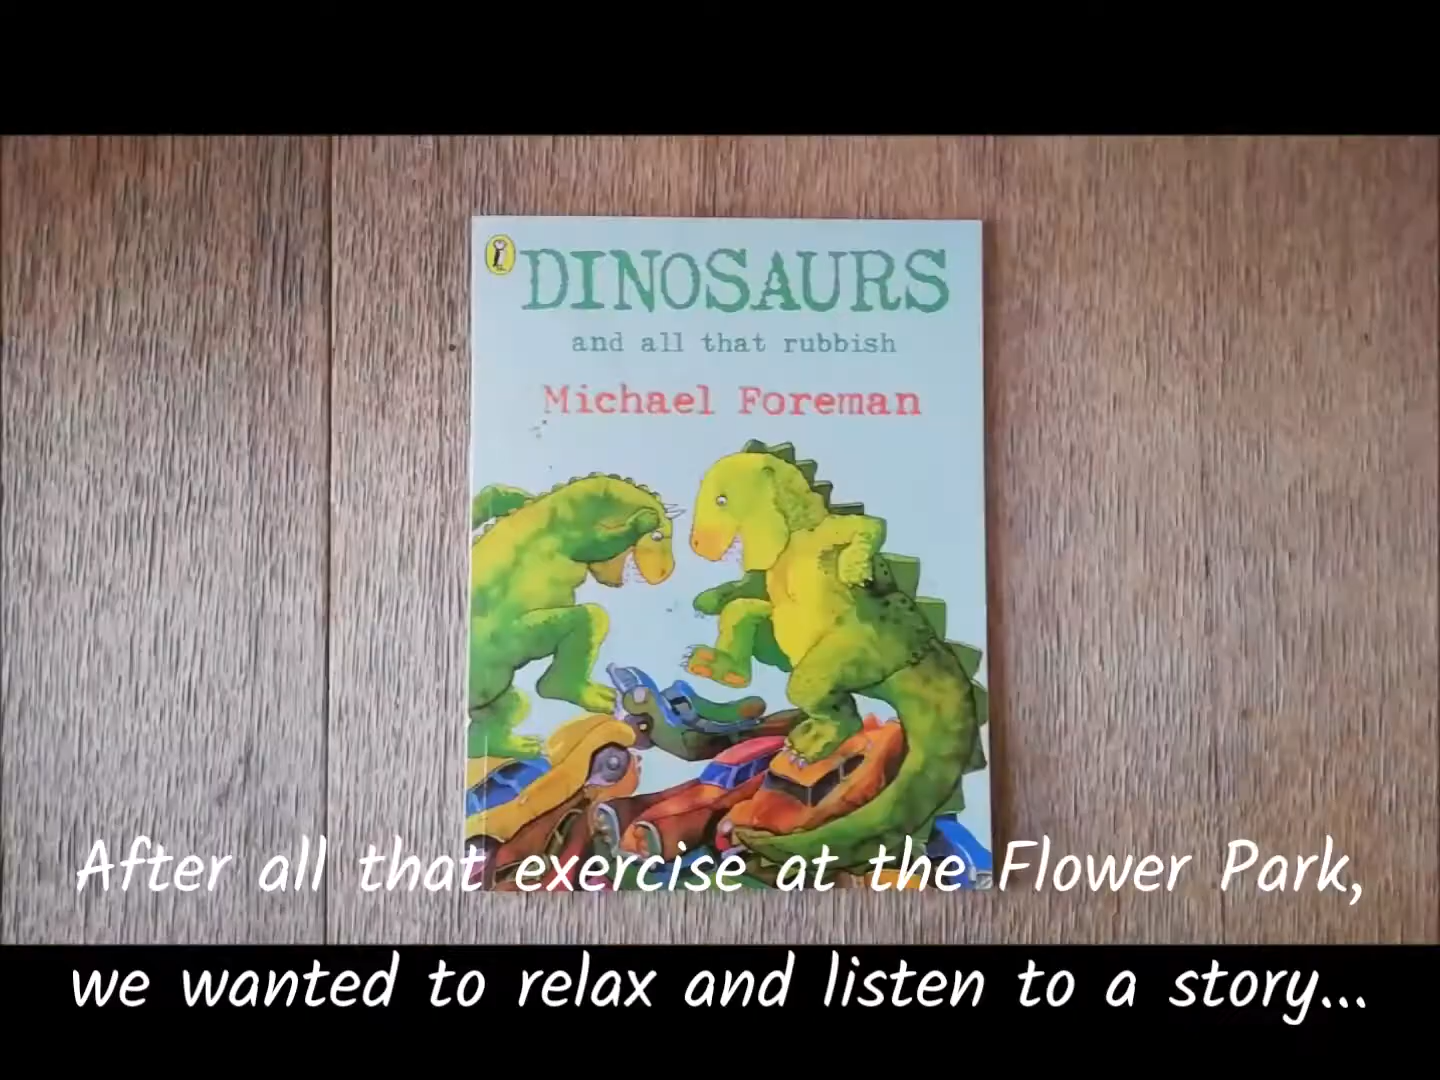 DINOSAURS
and all that rubbish
Michael Foreman
After all that exercise at the Flower Park,
we wanted to relax and listen to a story...